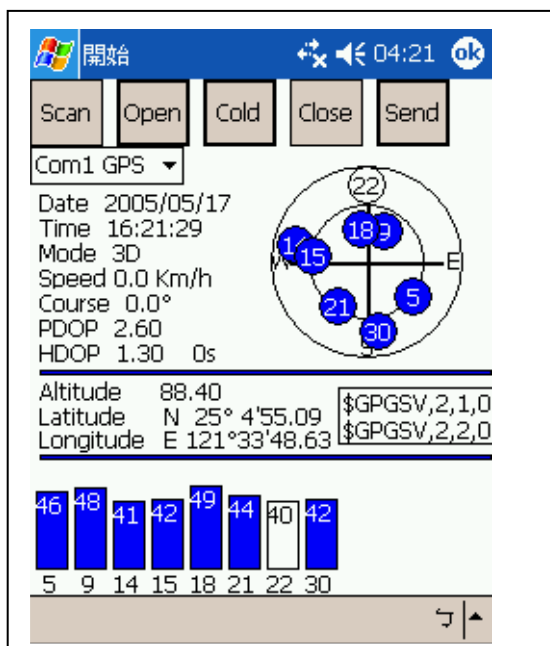 開始 04:21 ok
Scan Open Cold Close Send
Com1 GPS
Date 2005/05/17
Time 16:21:29
Mode 3D
Speed 0.0 Km/h
Course 0.0°
PDOP 2.60
HDOP 1.30 0s
22
18 9
14 15
W E
5
21
30
Altitude 88.40
Latitude N 25° 4'55.09
Longitude E 121°33'48.63
$GPGSV,2,1,0
$GPGSV,2,2,0
46 48 41 42 49 44 40 42
5 9 14 15 18 21 22 30
ㄅ